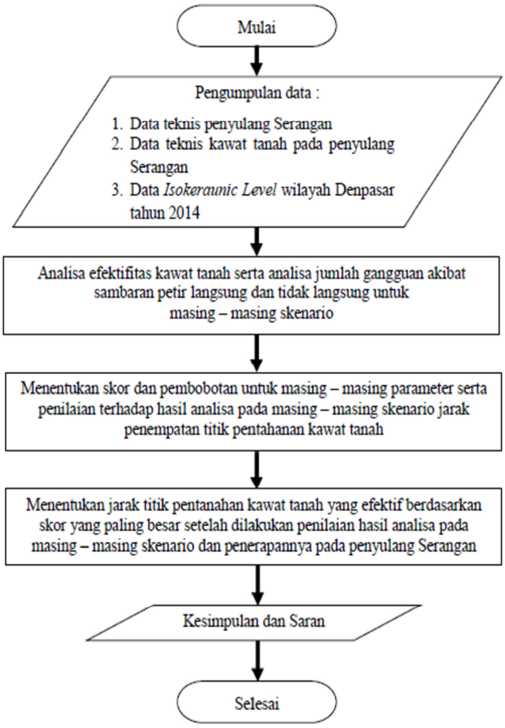 Mulai
Pengumpulan data :
1. Data teknis penyulang Serangan
2. Data teknis kawat tanah pada penyulang
Serangan
3. Data Isokeraunic Level wilayah Denpasar
tahun 2014
Analisa efektifitas kawat tanah serta analisa jumlah gangguan akibat
sambaran petir langsung dan tidak langsung untuk
masing – masing skenario
Menentukan skor dan pembobotan untuk masing – masing parameter serta
penilaian terhadap hasil analisa pada masing – masing skenario jarak
penempatan titik pentahanan kawat tanah
Menentukan jarak titik pentanahan kawat tanah yang efektif berdasarkan
skor yang paling besar setelah dilakukan penilaian hasil analisa pada
masing – masing skenario dan penerapannya pada penyulang Serangan
Kesimpulan dan Saran
Selesai